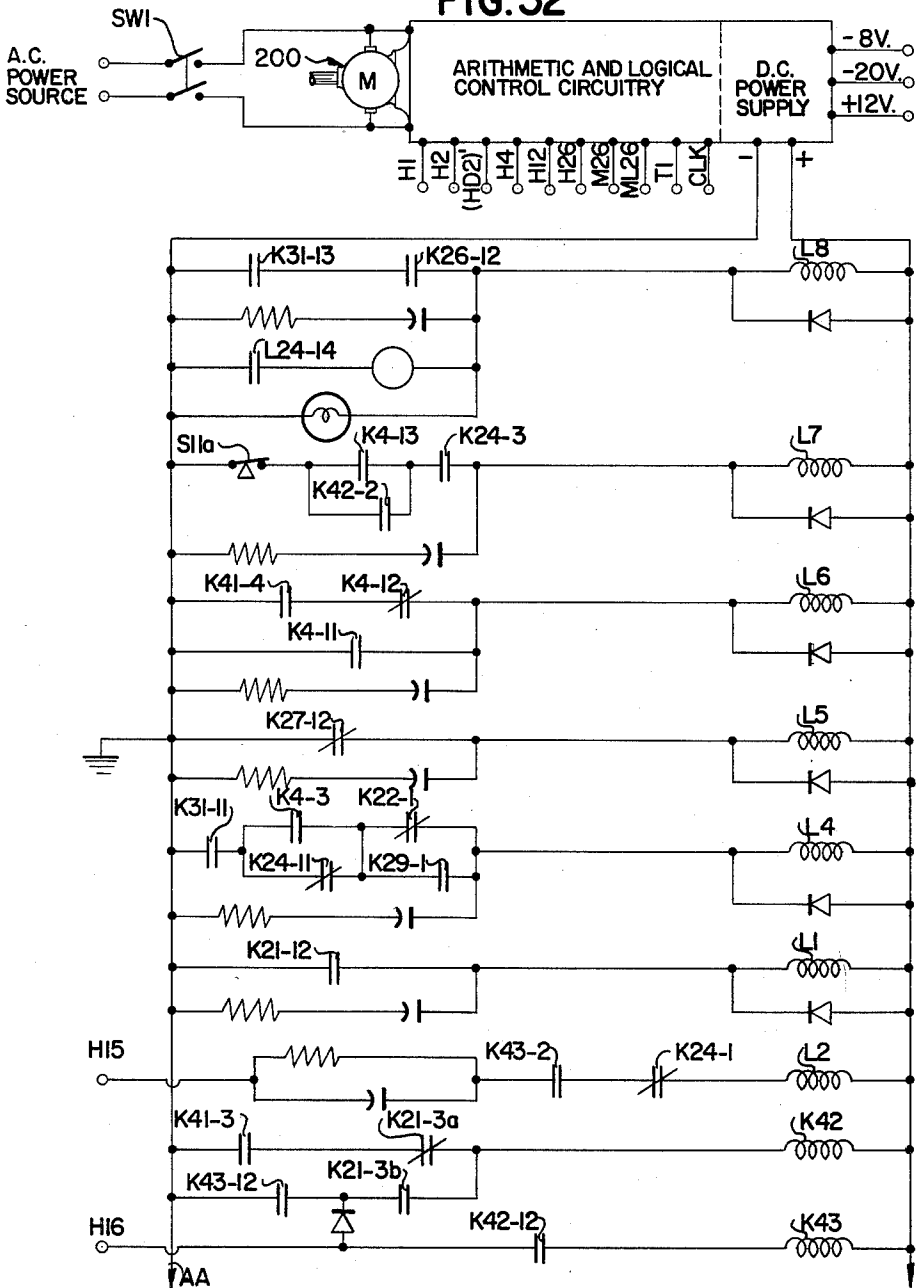 FIG. 32
SW1
A.C.
POWER
SOURCE
200
M
ARITHMETIC AND LOGICAL
CONTROL CIRCUITRY
D.C.
POWER
SUPPLY
-8V.
-20V.
+12V.
H1
H2
(HD2)'
H4
H12
H26
M26
ML26
T1
CLK
-
+
K31-13
K26-12
L8
L24-14
S11a
K4-13
K24-3
L7
K42-2
K41-4
K4-12
L6
K4-11
K27-12
L5
K31-11
K4-3
K22-1
L4
K24-11
K29-1
K21-12
L1
H15
K43-2
K24-1
L2
K41-3
K21-3a
K42
K43-12
K21-3b
H16
K42-12
K43
AA